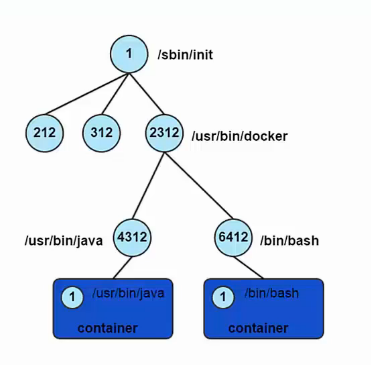 1 /sbin/init
212 312 2312 /usr/bin/docker
/usr/bin/java 4312 6412 /bin/bash
1 /usr/bin/java 1 /bin/bash
container container